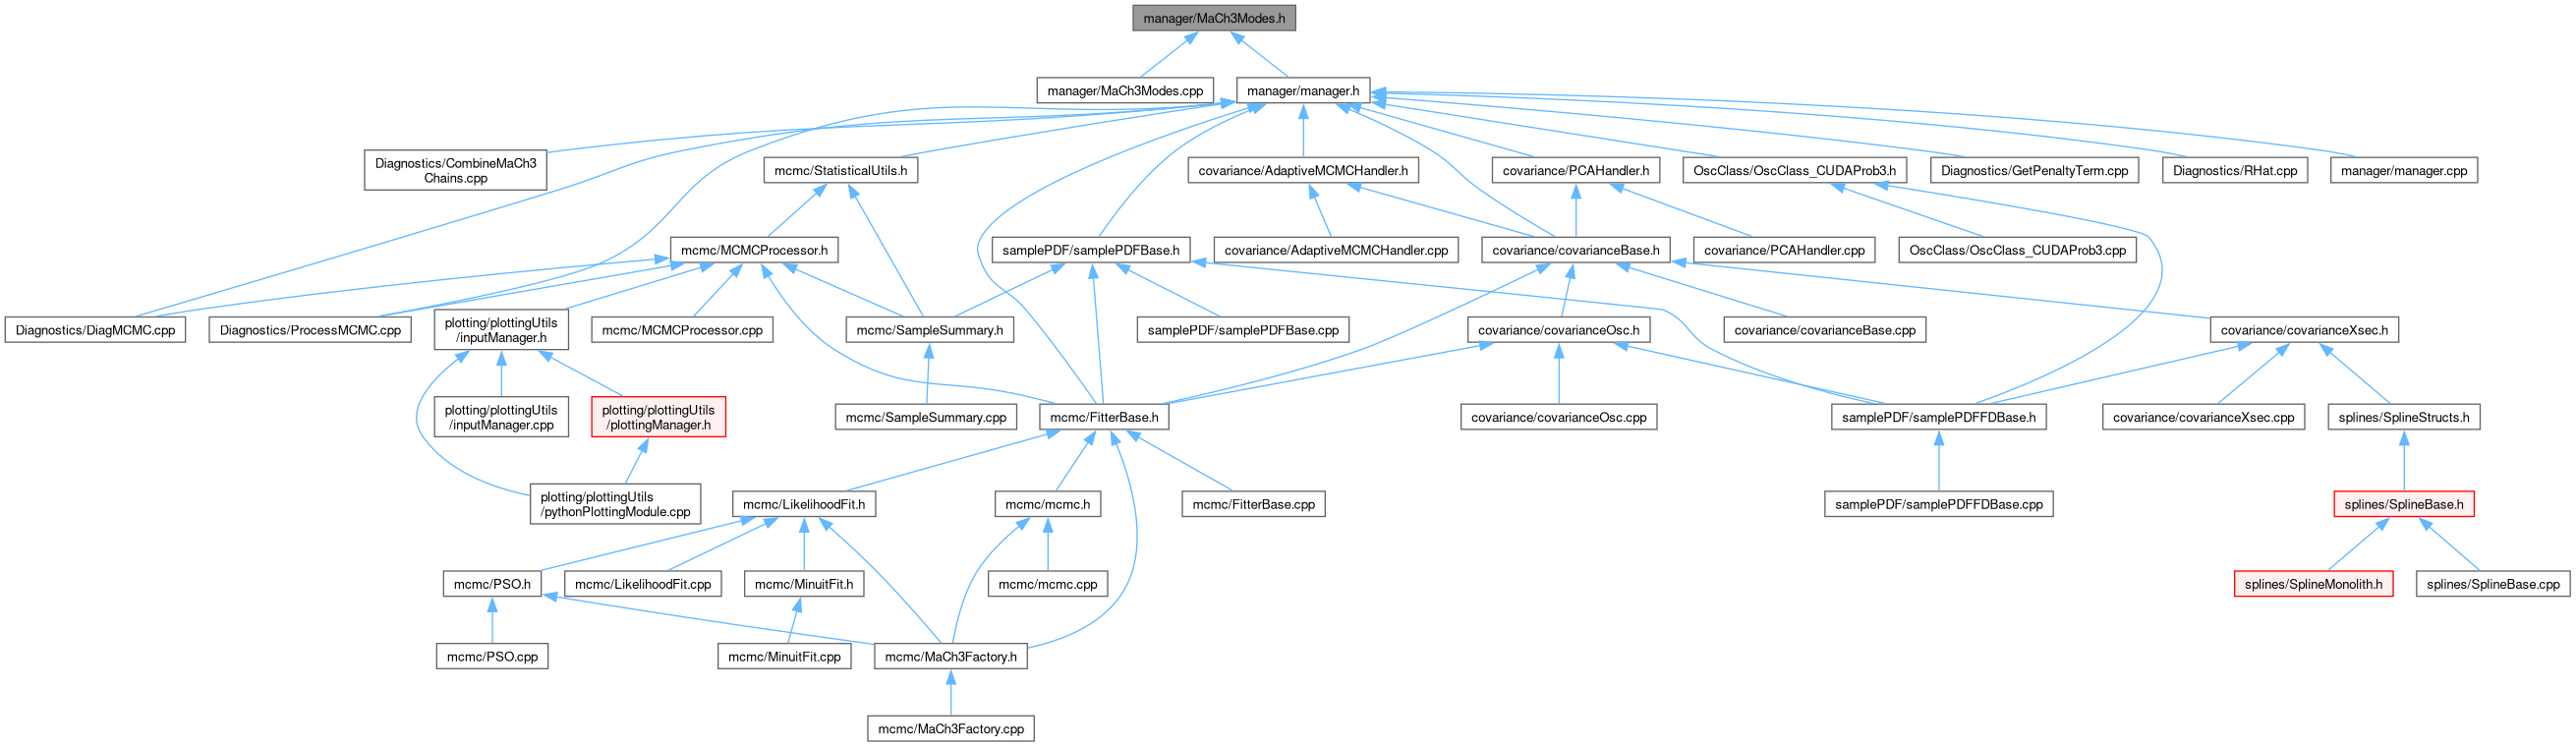 manager/MaCh3Modes.h
manager/MaCh3Modes.cpp
manager/manager.h
Diagnostics/CombineMaCh3
Chains.cpp
mcmc/StatisticalUtils.h
covariance/AdaptiveMCMCHandler.h
covariance/PCAHandler.h
OscClass/OscClass_CUDAProb3.h
Diagnostics/GetPenaltyTerm.cpp
Diagnostics/RHat.cpp
manager/manager.cpp
mcmc/MCMCProcessor.h
samplePDF/samplePDFBase.h
covariance/AdaptiveMCMCHandler.cpp
covariance/covarianceBase.h
covariance/PCAHandler.cpp
OscClass/OscClass_CUDAProb3.cpp
Diagnostics/DiagMCMC.cpp
Diagnostics/ProcessMCMC.cpp
plotting/plottingUtils
/inputManager.h
mcmc/MCMCProcessor.cpp
mcmc/SampleSummary.h
samplePDF/samplePDFBase.cpp
covariance/covarianceOsc.h
covariance/covarianceBase.cpp
covariance/covarianceXsec.h
plotting/plottingUtils
/inputManager.cpp
plotting/plottingUtils
/plottingManager.h
mcmc/SampleSummary.cpp
mcmc/FitterBase.h
covariance/covarianceOsc.cpp
samplePDF/samplePDFFDBase.h
covariance/covarianceXsec.cpp
splines/SplineStructs.h
plotting/plottingUtils
/pythonPlottingModule.cpp
mcmc/LikelihoodFit.h
mcmc/mcmc.h
mcmc/FitterBase.cpp
samplePDF/samplePDFFDBase.cpp
splines/SplineBase.h
mcmc/PSO.h
mcmc/LikelihoodFit.cpp
mcmc/MinuitFit.h
mcmc/mcmc.cpp
splines/SplineMonolith.h
splines/SplineBase.cpp
mcmc/PSO.cpp
mcmc/MinuitFit.cpp
mcmc/MaCh3Factory.h
mcmc/MaCh3Factory.cpp